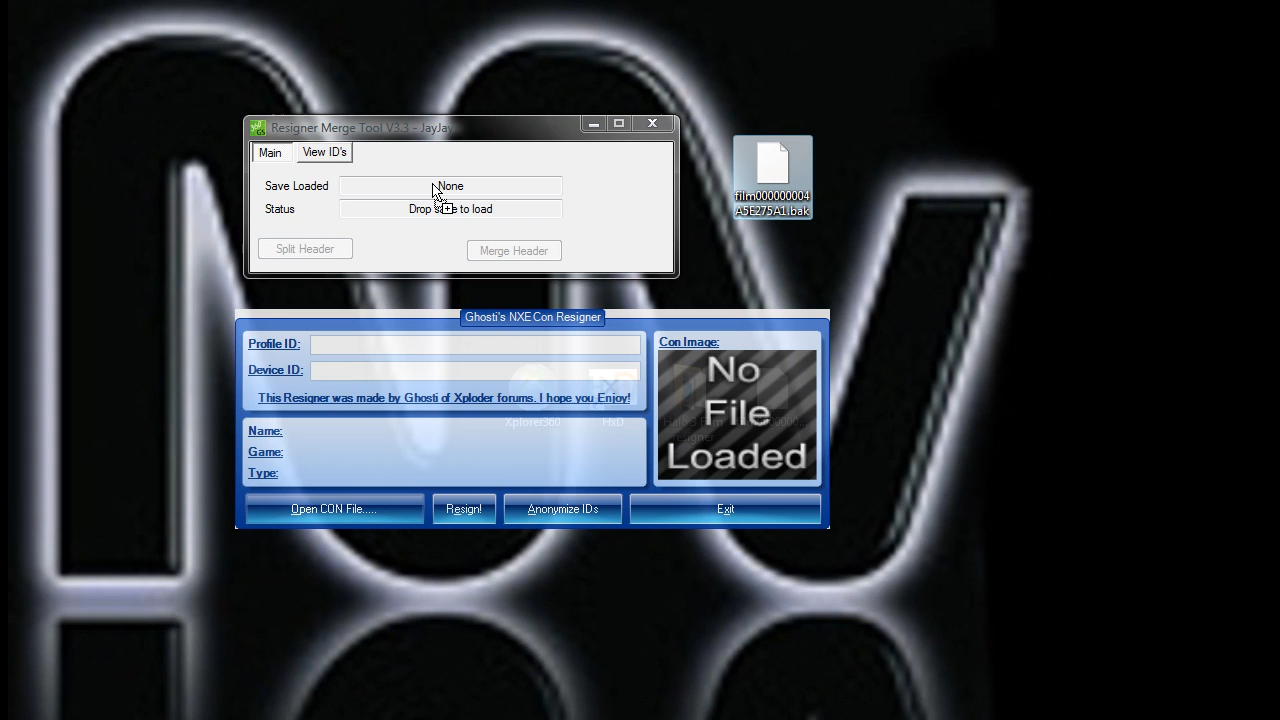 Resigner Merge Tool V3.3 - JayJay
Main
View ID's
Save Loaded
None
Status
Drop to load
Split Header
Merge Header
film000000004
A5E275A1.bak
Ghosti's NXE Con Resigner
Profile ID:
Device ID:
This Resigner was made by Ghosti of Xploder forums. I hope you Enjoy!
Name:
Game:
Type:
Con Image:
No
File
Loaded
Xplorer360
HxD
Open CON File.....
Resign!
Anonymize IDs
Exit